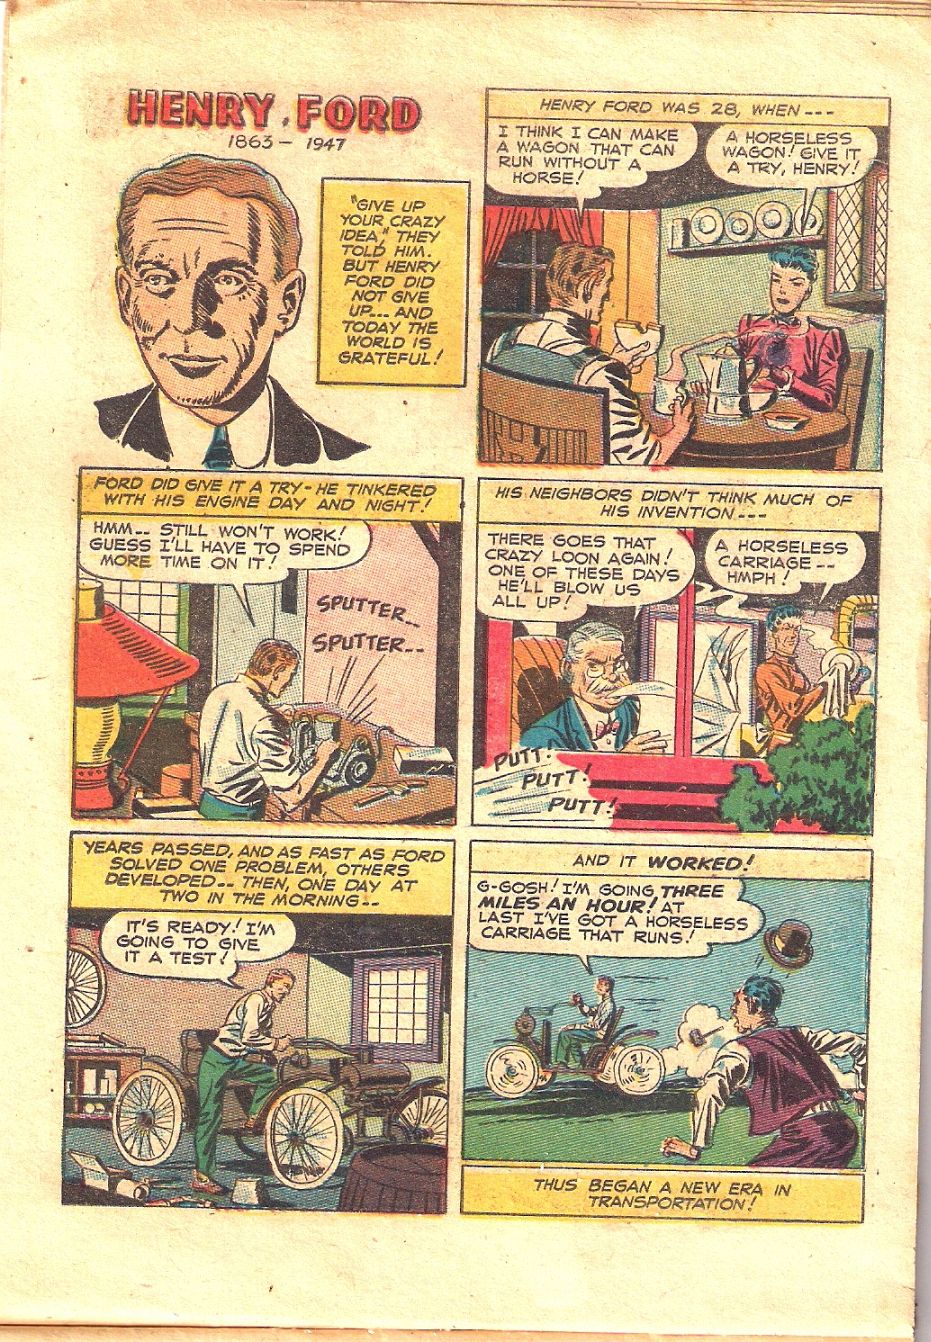 HENRY FORD
1863 - 1947
"GIVE UP
YOUR CRAZY
IDEA," THEY
TOLD HIM.
BUT HENRY
FORD DID
NOT GIVE
UP... AND
TODAY THE
WORLD IS
GRATEFUL!
HENRY FORD WAS 28, WHEN ---
I THINK I CAN MAKE
A WAGON THAT CAN
RUN WITHOUT A
HORSE!
A HORSELESS
WAGON! GIVE IT
A TRY, HENRY!
FORD DID GIVE IT A TRY - HE TINKERED
WITH HIS ENGINE DAY AND NIGHT!
HMM-- STILL WON'T WORK!
GUESS I'LL HAVE TO SPEND
MORE TIME ON IT!
SPUTTER--
SPUTTER--
HIS NEIGHBORS DIDN'T THINK MUCH OF
HIS INVENTION---
THERE GOES THAT
CRAZY LOON AGAIN!
ONE OF THESE DAYS
HE'LL BLOW US
ALL UP!
A HORSELESS
CARRIAGE --
HMPH!
PUTT!
PUTT!
PUTT!
YEARS PASSED, AND AS FAST AS FORD
SOLVED ONE PROBLEM, OTHERS
DEVELOPED-- THEN, ONE DAY AT
TWO IN THE MORNING--
IT'S READY! I'M
GOING TO GIVE
IT A TEST!
AND IT WORKED!
G-GOSH! I'M GOING THREE
MILES AN HOUR! AT
LAST I'VE GOT A HORSELESS
CARRIAGE THAT RUNS!
THUS BEGAN A NEW ERA IN
TRANSPORTATION!